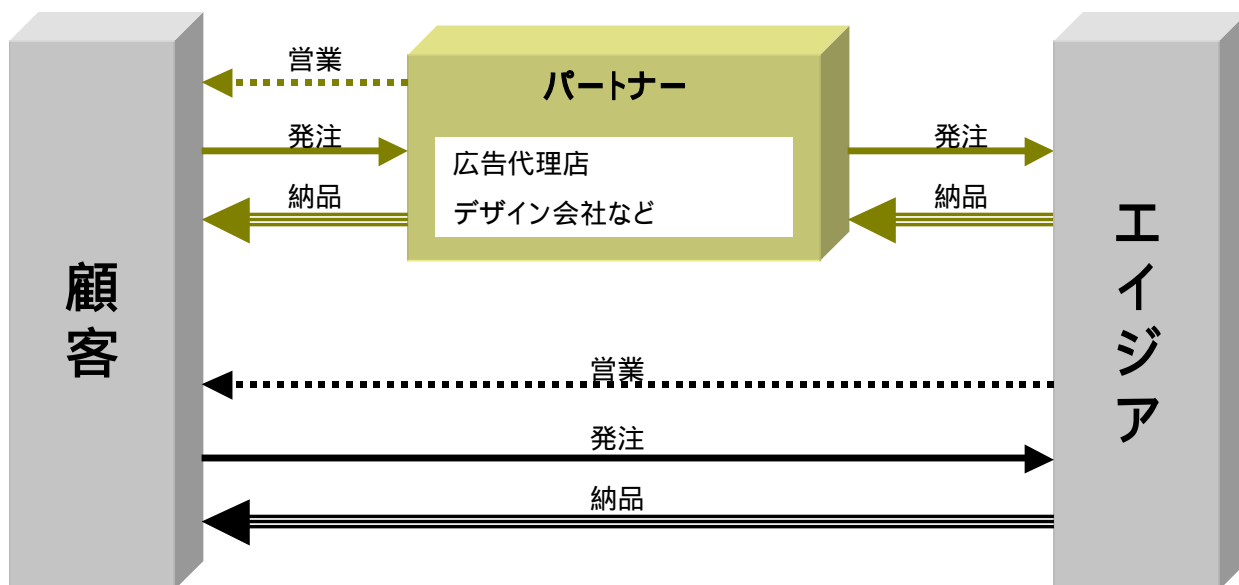 営業
パートナー
発注
発注
広告代理店
納品
納品
デザイン会社など
顧客
エイジア
営業
発注
納品